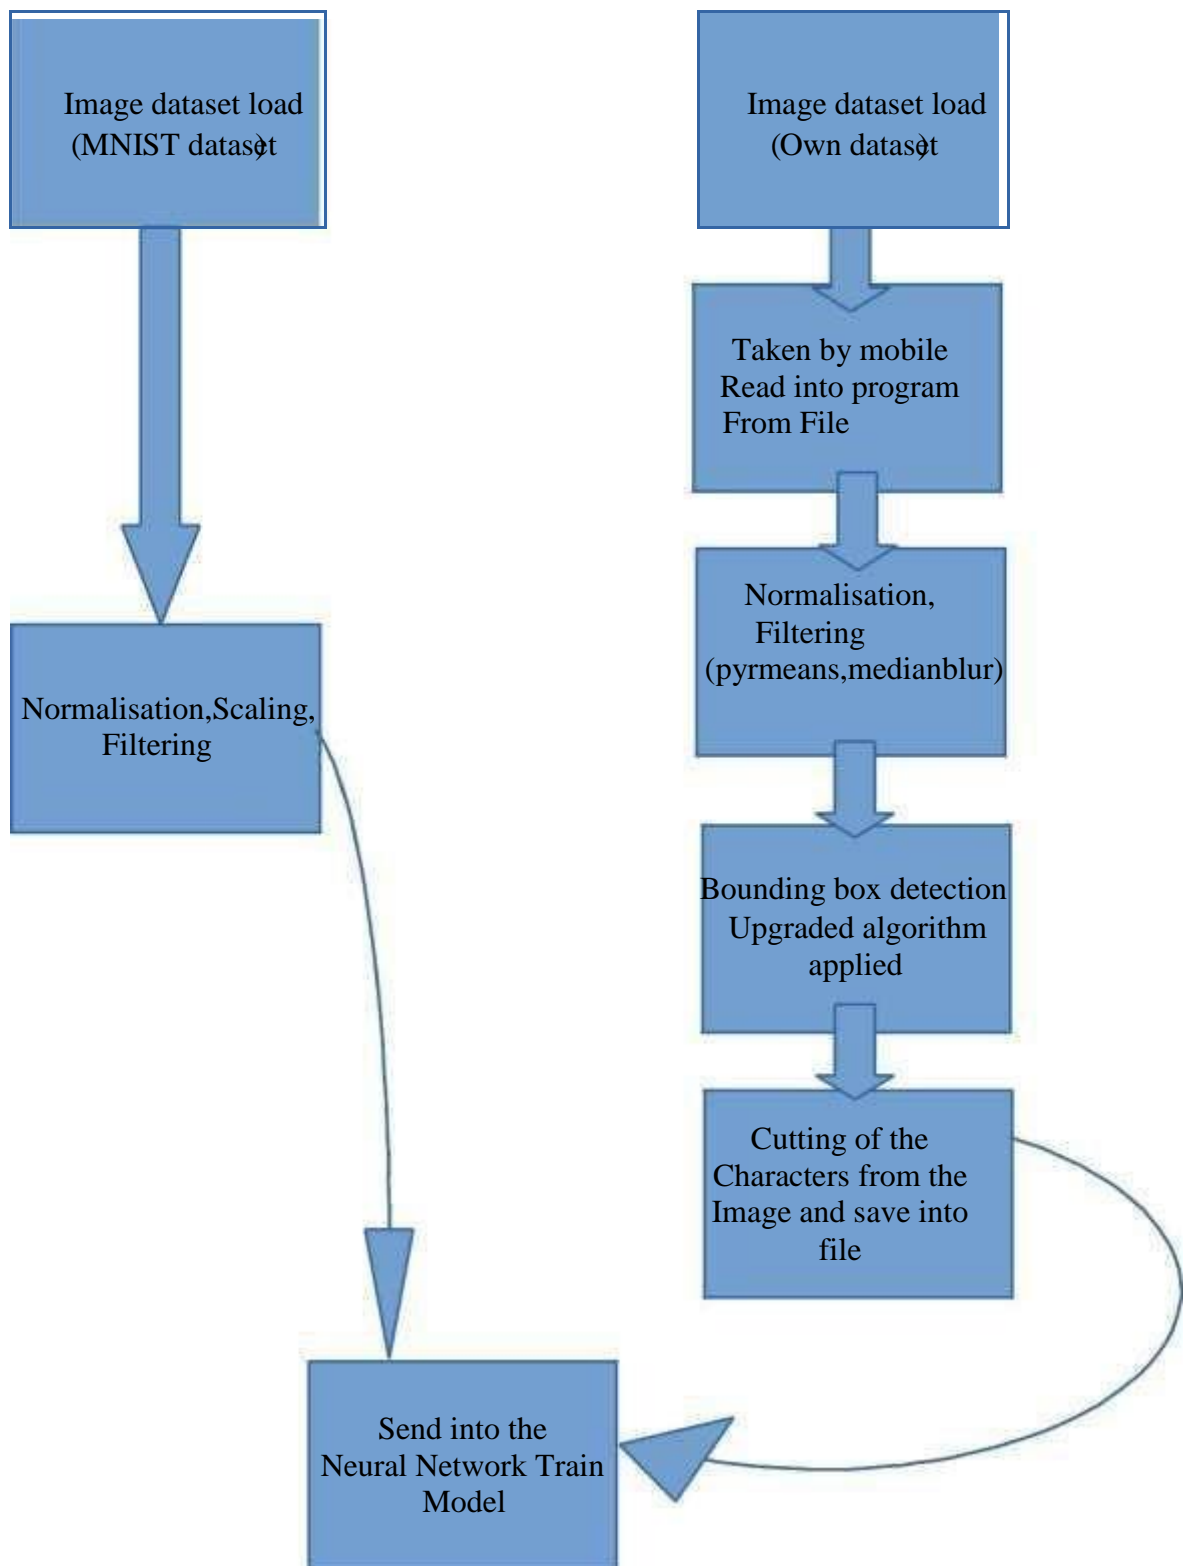 Image dataset load
(MNIST dataset)
Image dataset load
(Own dataset)
Taken by mobile
Read into program
From File
Normalisation,
Filtering
(pyrmeans,medianblur)
Normalisation,Scaling,
Filtering
Bounding box detection
Upgraded algorithm
applied
Cutting of the
Characters from the
Image and save into
file
Send into the
Neural Network Train
Model